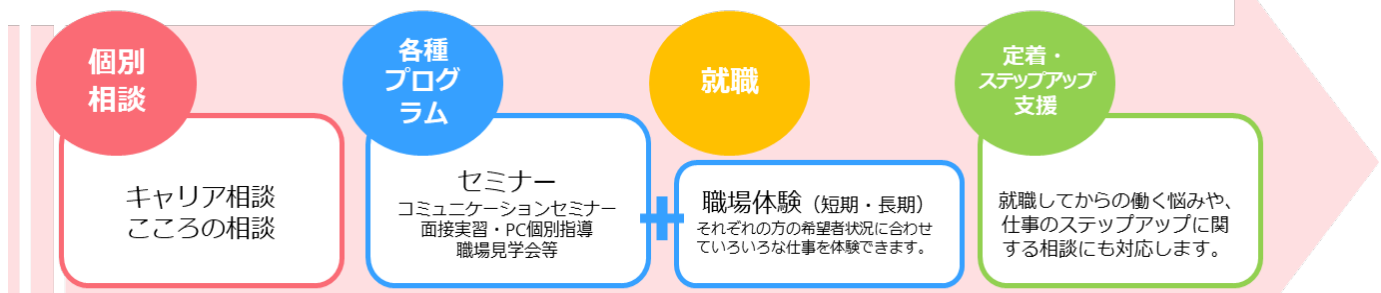 個別
相談
キャリア相談
こころの相談
各種
プログ
ラム
セミナー
コミュニケーションセミナー
面接実習・PC個別指導
職場見学会等
就職
職場体験（短期・長期）
それぞれの方の希望者状況に合わせ
ていろいろな仕事を体験できます。
定着・
ステップアップ
支援
就職してからの働く悩みや、
仕事のステップアップに関
する相談にも対応します。